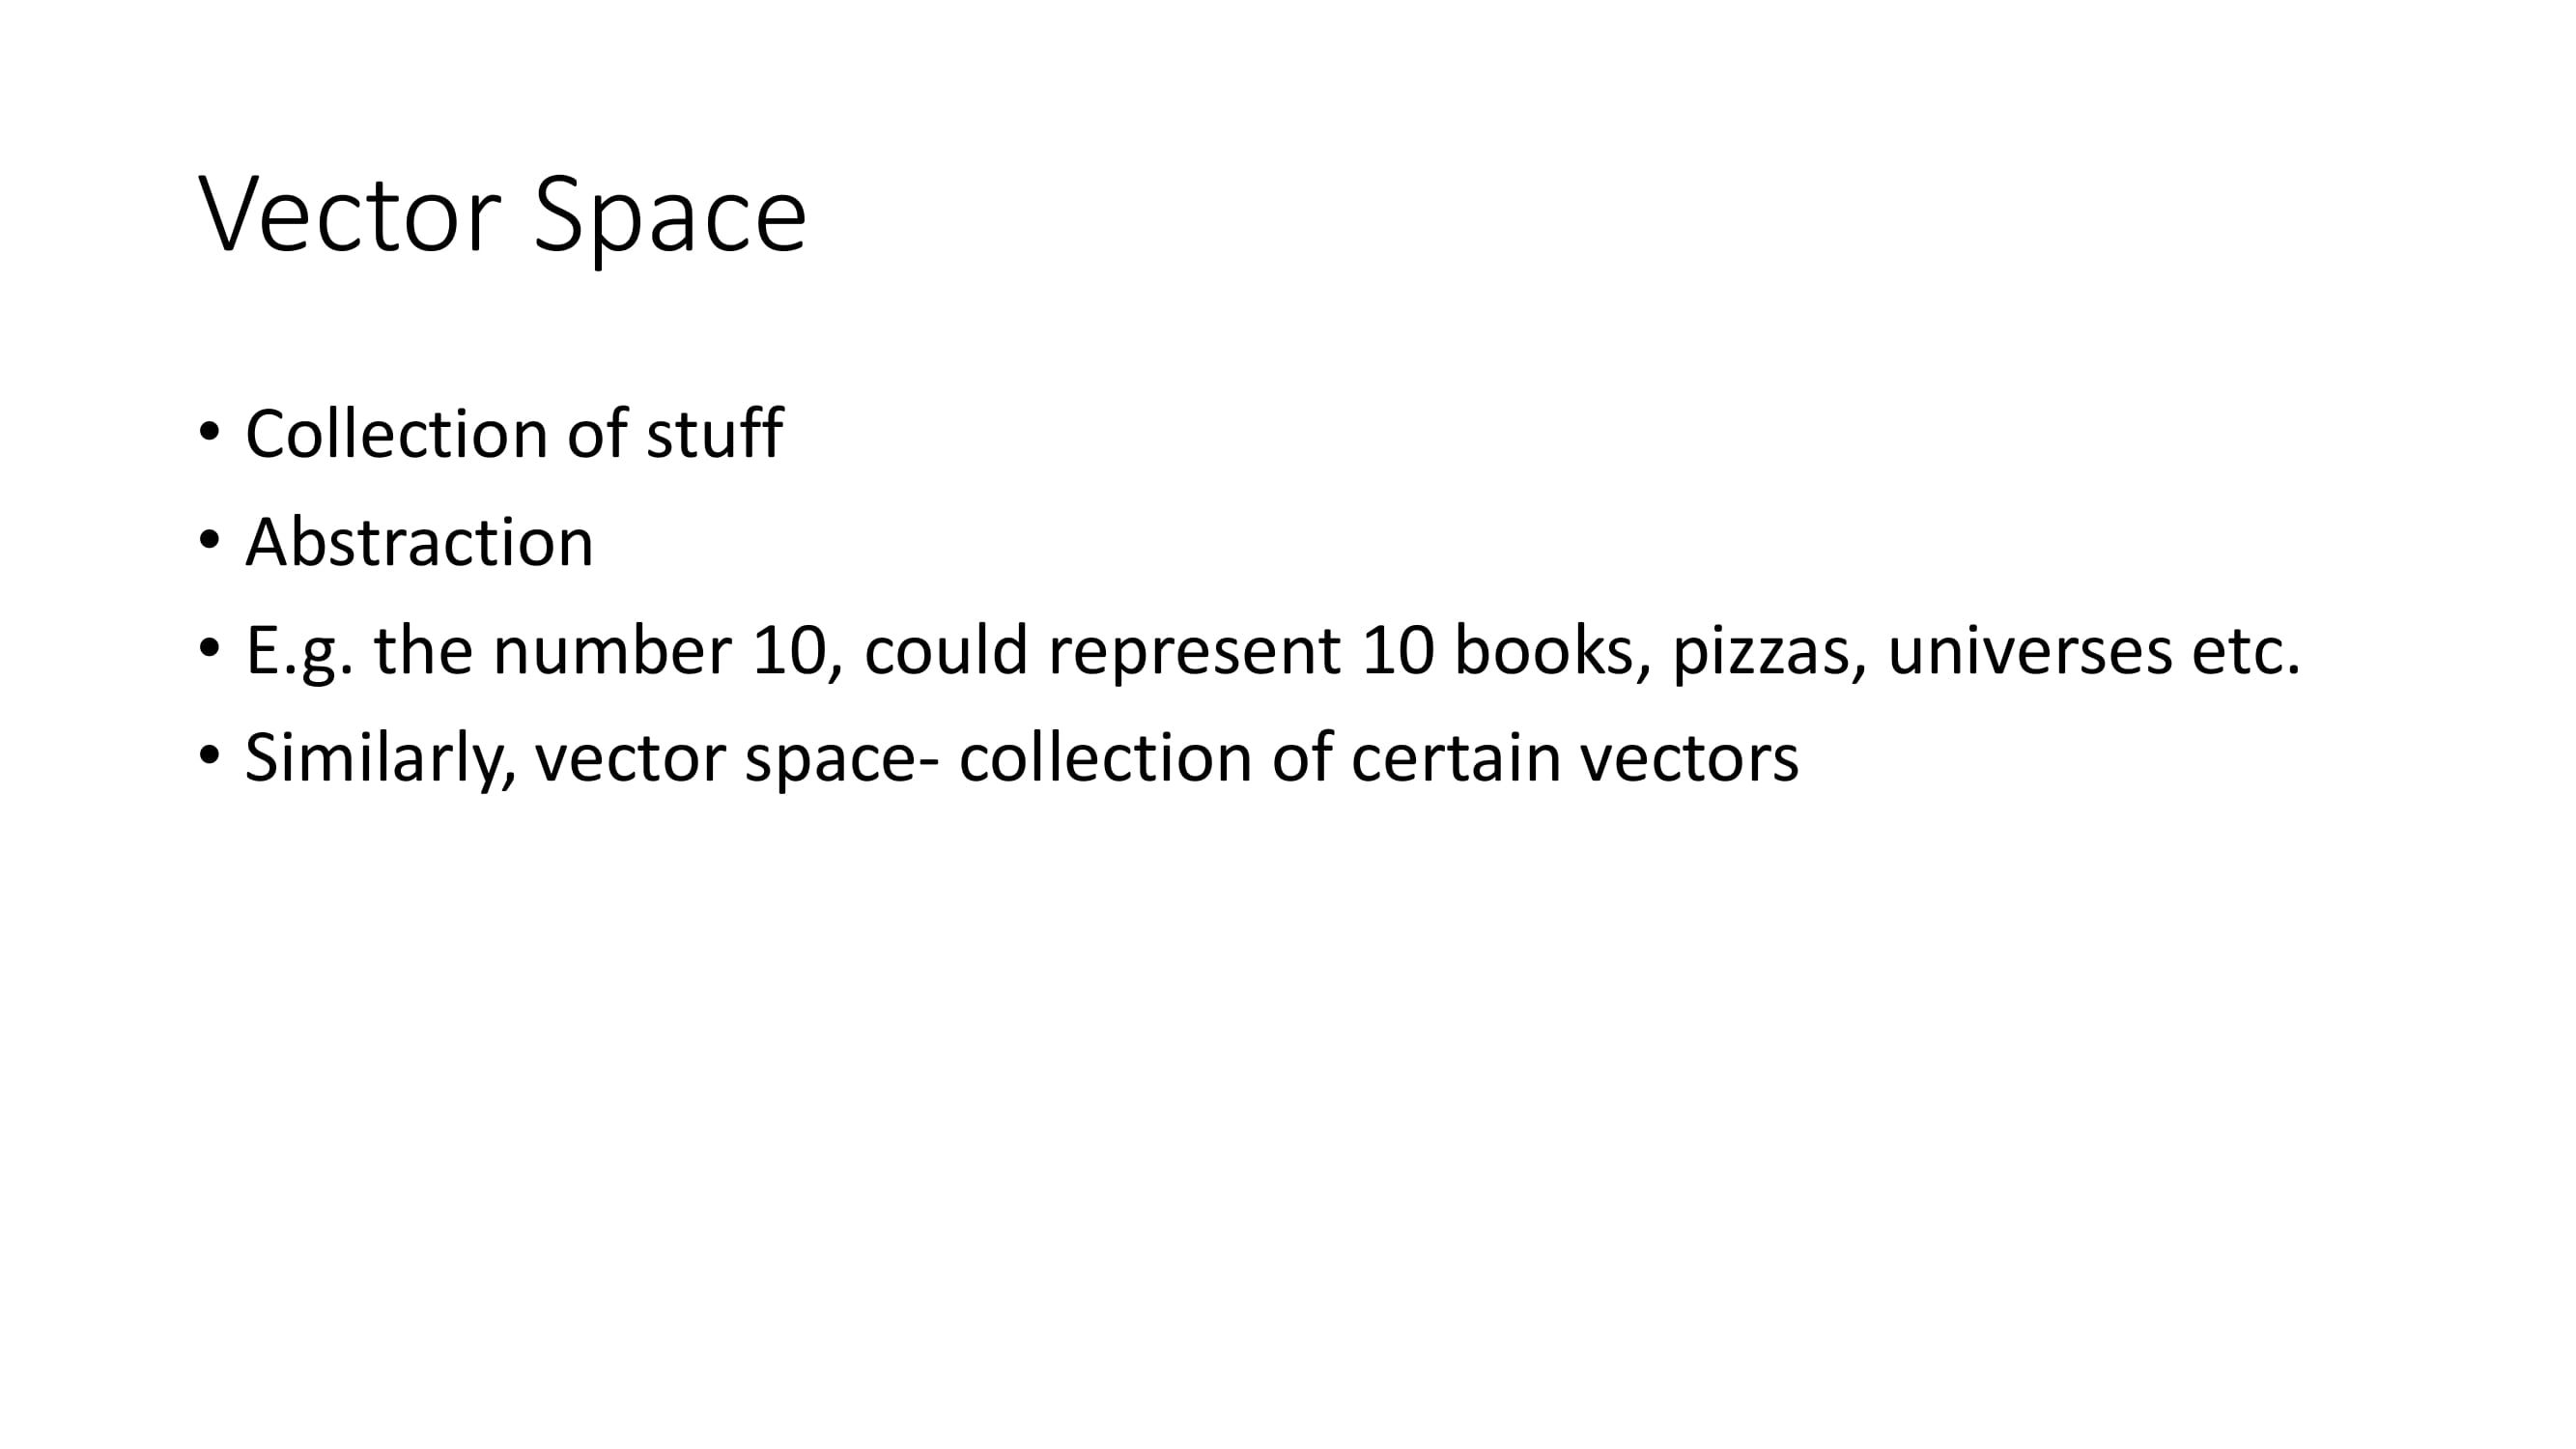 Vector Space
• Collection of stuff
• Abstraction
• E.g. the number 10, could represent 10 books, pizzas, universes etc.
• Similarly, vector space- collection of certain vectors